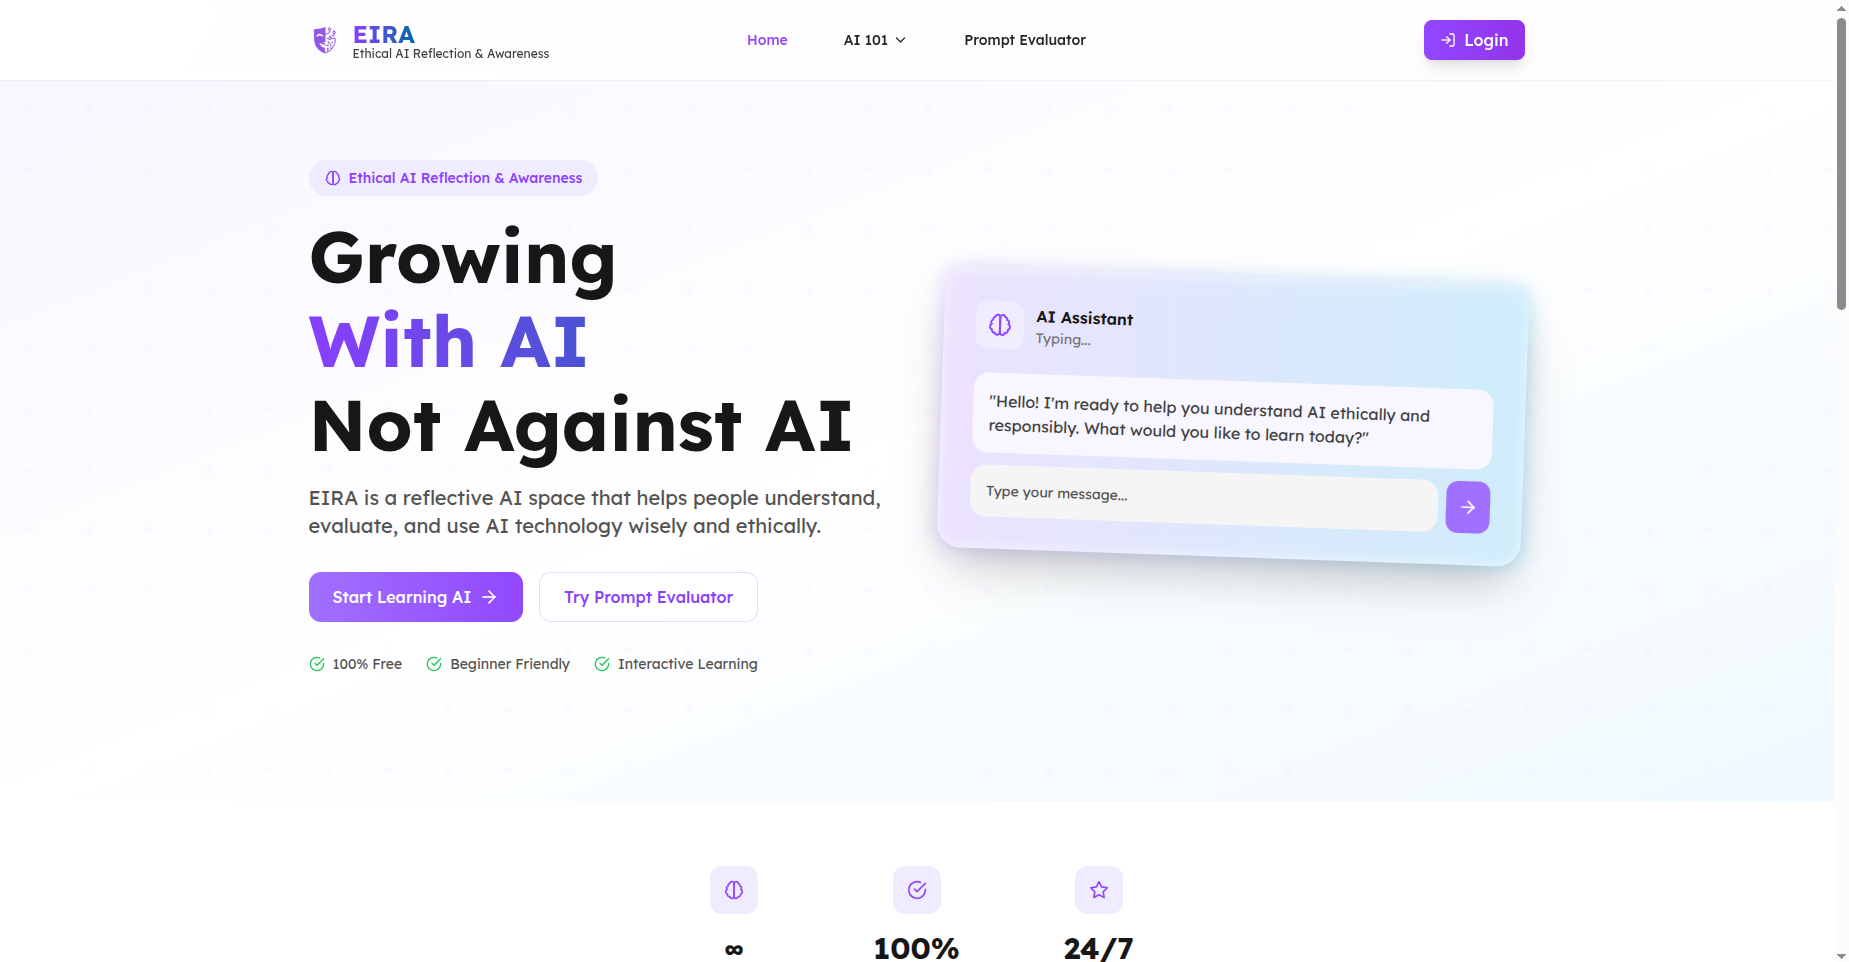 EIRA
Ethical AI Reflection & Awareness
Home
AI 101
Prompt Evaluator
Login
Ethical AI Reflection & Awareness
Growing
With AI
Not Against AI
EIRA is a reflective AI space that helps people understand,
evaluate, and use AI technology wisely and ethically.
Start Learning AI
Try Prompt Evaluator
100% Free
Beginner Friendly
Interactive Learning
AI Assistant
Typing...
"Hello! I'm ready to help you understand AI ethically and
responsibly. What would you like to learn today?"
Type your message...
∞
100%
24/7